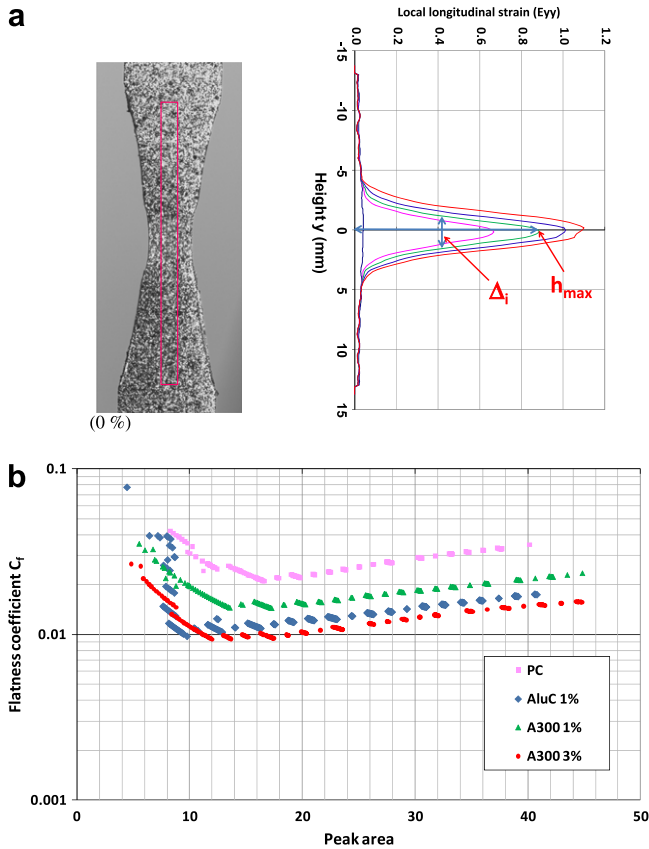 a
Local longitudinal strain (Eyy)
0.0 0.2 0.4 0.6 0.8 1.0 1.2
-15
-10
-5
0
5
10
15
Height y (mm)
Δi
hmax
(0 %)
b
0.1
0.01
0.001
Flatness coefficient Cf
PC
AluC 1%
A300 1%
A300 3%
0 10 20 30 40 50
Peak area